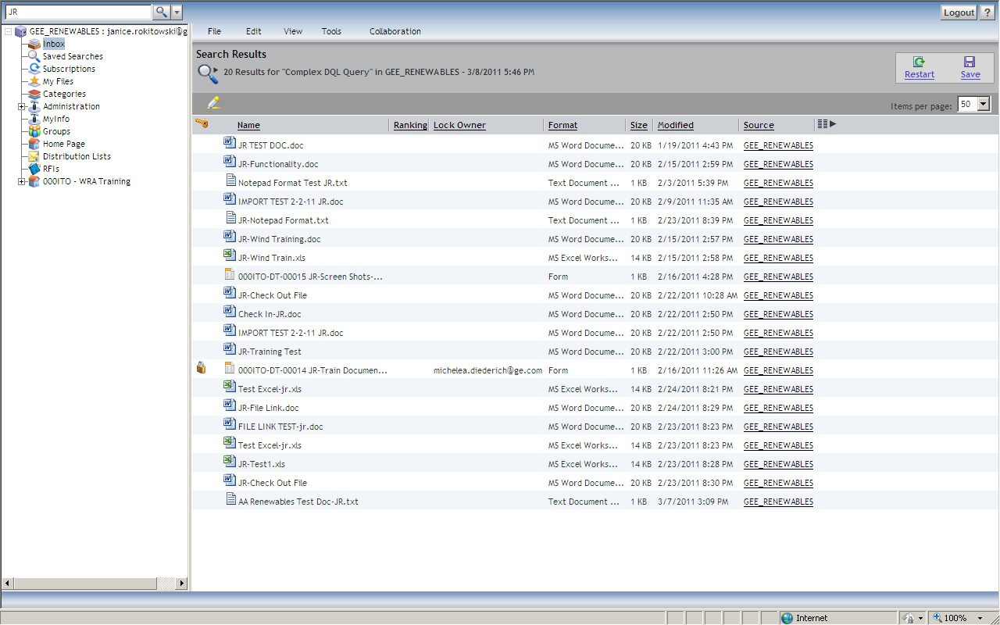 JR
Logout ?
GEE_RENEWABLES : janice.rokitowski@g
Inbox
Saved Searches
Subscriptions
My Files
Categories
Administration
MyInfo
Groups
Home Page
Distribution Lists
RFIs
000ITO - WRA Training
File Edit View Tools Collaboration
Search Results
20 Results for "Complex DQL Query" in GEE_RENEWABLES - 3/8/2011 5:46 PM
Restart Save
Items per page: 50
Name Ranking Lock Owner Format Size Modified Source
JR TEST DOC.doc MS Word Docume... 20 KB 1/19/2011 4:43 PM GEE_RENEWABLES
JR-Functionality.doc MS Word Docume... 20 KB 2/15/2011 2:59 PM GEE_RENEWABLES
Notepad Format Test JR.txt Text Document ... 1 KB 2/3/2011 5:39 PM GEE_RENEWABLES
IMPORT TEST 2-2-11 JR.doc MS Word Docume... 20 KB 2/9/2011 11:35 AM GEE_RENEWABLES
JR-Notepad Format.txt Text Document ... 1 KB 2/23/2011 8:39 PM GEE_RENEWABLES
JR-Wind Training.doc MS Word Docume... 20 KB 2/15/2011 2:57 PM GEE_RENEWABLES
JR-Wind Train.xls MS Excel Works... 14 KB 2/15/2011 2:58 PM GEE_RENEWABLES
000ITO-DT-00015 JR-Screen Shots-... Form 1 KB 2/16/2011 4:28 PM GEE_RENEWABLES
JR-Check Out File MS Word Docume... 20 KB 2/22/2011 10:28 AM GEE_RENEWABLES
Check In-JR.doc MS Word Docume... 20 KB 2/22/2011 2:50 PM GEE_RENEWABLES
IMPORT TEST 2-2-11 JR.doc MS Word Docume... 20 KB 2/22/2011 2:50 PM GEE_RENEWABLES
JR-Training Test MS Word Docume... 20 KB 2/22/2011 3:00 PM GEE_RENEWABLES
000ITO-DT-00014 JR-Train Documen... michelea.diederich@ge.com Form 1 KB 2/16/2011 11:26 AM GEE_RENEWABLES
Test Excel-jr.xls MS Excel Works... 14 KB 2/24/2011 8:21 PM GEE_RENEWABLES
JR-File Link.doc MS Word Docume... 20 KB 2/24/2011 8:29 PM GEE_RENEWABLES
FILE LINK TEST-jr.doc MS Word Docume... 20 KB 2/23/2011 8:23 PM GEE_RENEWABLES
Test Excel-jr.xls MS Excel Works... 14 KB 2/23/2011 8:23 PM GEE_RENEWABLES
JR-Test1.xls MS Excel Works... 14 KB 2/23/2011 8:28 PM GEE_RENEWABLES
JR-Check Out File MS Word Docume... 20 KB 2/23/2011 8:30 PM GEE_RENEWABLES
AA Renewables Test Doc-JR.txt Text Document ... 1 KB 3/7/2011 3:09 PM GEE_RENEWABLES
Internet 100%